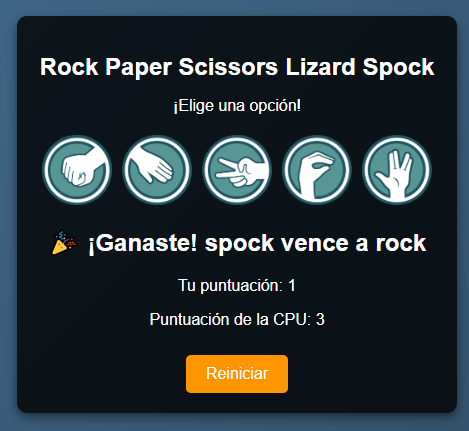 Rock Paper Scissors Lizard Spock
¡Elige una opción!
¡Ganaste! spock vence a rock
Tu puntuación: 1
Puntuación de la CPU: 3
Reiniciar